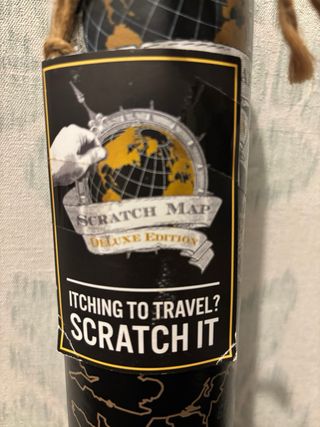 SCRATCH MAP
DELUXE EDITION
ITCHING TO TRAVEL?
SCRATCH IT